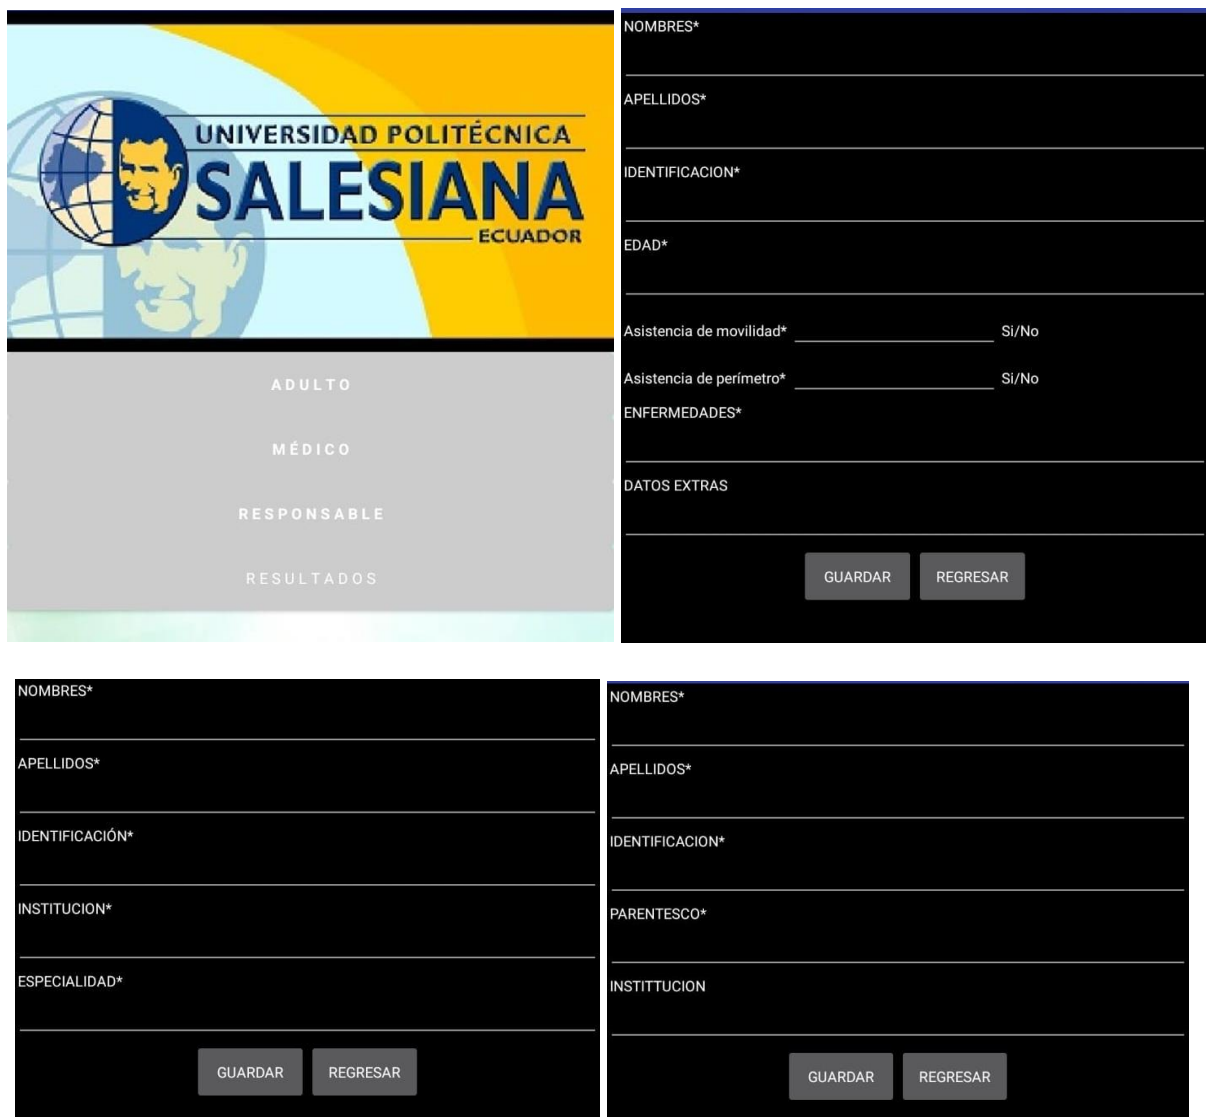 UNIVERSIDAD POLITÉCNICA
SALESIANA
ECUADOR
ADULTO
MÉDICO
RESPONSABLE
RESULTADOS
NOMBRES*
APELLIDOS*
IDENTIFICACION*
EDAD*
Asistencia de movilidad* Si/No
Asistencia de perímetro* Si/No
ENFERMEDADES*
DATOS EXTRAS
GUARDAR REGRESAR
NOMBRES*
APELLIDOS*
IDENTIFICACIÓN*
INSTITUCION*
ESPECIALIDAD*
GUARDAR REGRESAR
NOMBRES*
APELLIDOS*
IDENTIFICACION*
PARENTESCO*
INSTITTUCION
GUARDAR REGRESAR